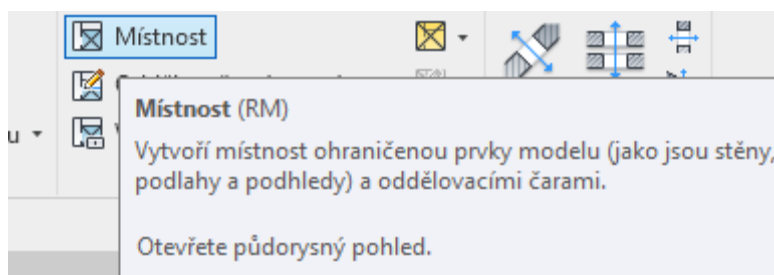 Místnost
u
Místnost (RM)
Vytvoří místnost ohraničenou prvky modelu (jako jsou stěny,
podlahy a podhledy) a oddělovacími čarami.
Otevřete půdorysný pohled.